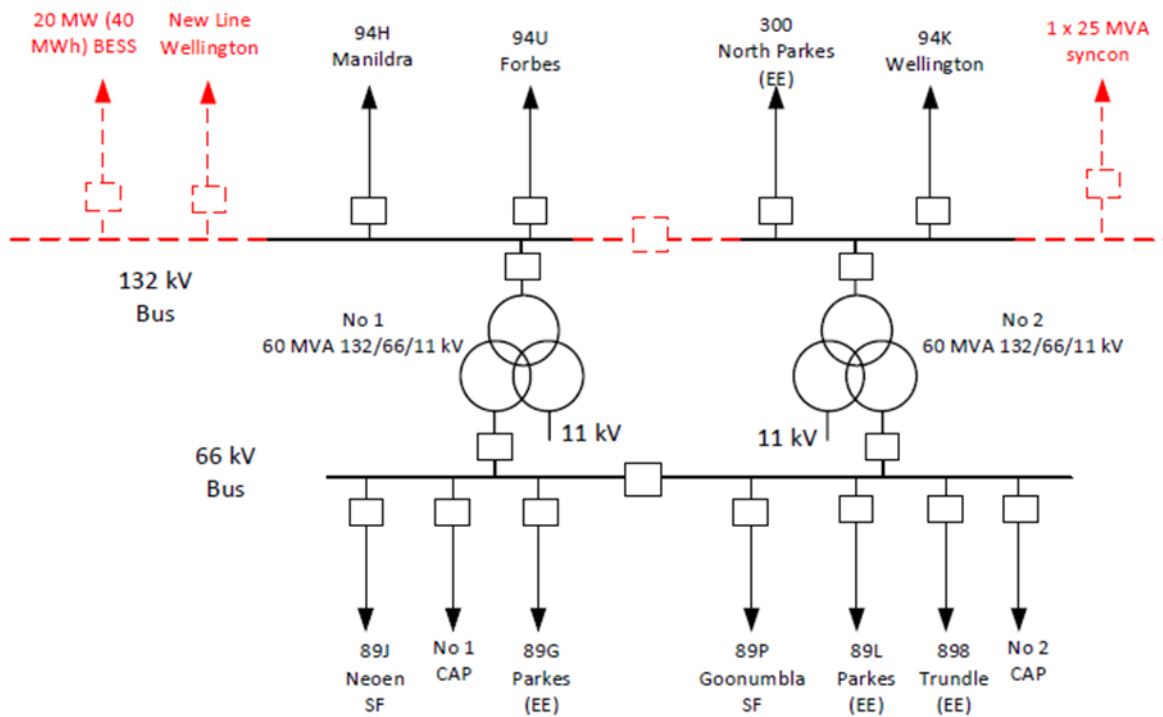 20 MW (40
MWh) BESS
New Line
Wellington
94H
Manildra
94U
Forbes
300
North Parkes
(EE)
94K
Wellington
1 x 25 MVA
syncon
132 kV
Bus
No 1
60 MVA 132/66/11 kV
No 2
60 MVA 132/66/11 kV
11 kV
11 kV
66 kV
Bus
89J
Neoen
SF
No 1
CAP
89G
Parkes
(EE)
89P
Goonumbla
SF
89L
Parkes
(EE)
898
Trundle
(EE)
No 2
CAP